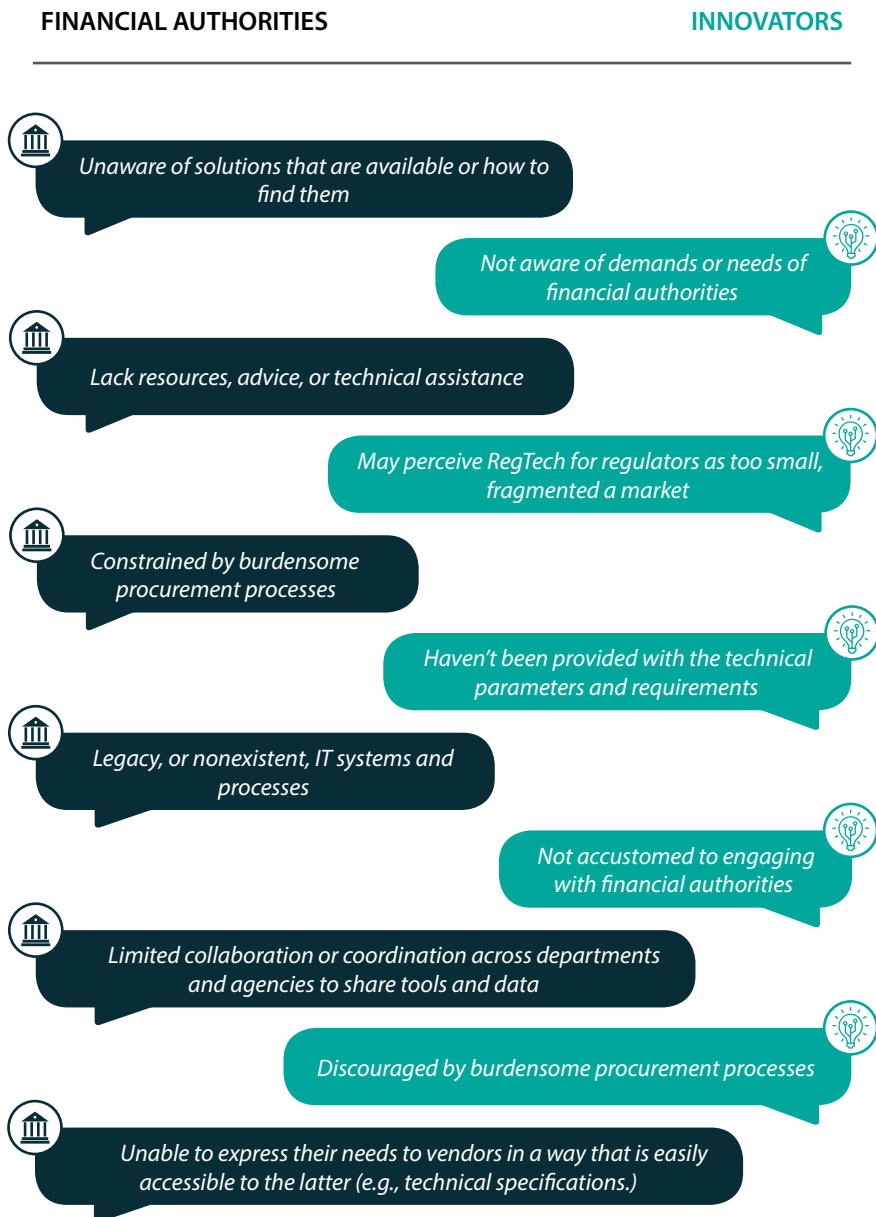 FINANCIAL AUTHORITIES
INNOVATORS
Unaware of solutions that are available or how to
find them
Not aware of demands or needs of
financial authorities
Lack resources, advice, or technical assistance
May perceive RegTech for regulators as too small,
fragmented a market
Constrained by burdensome
procurement processes
Haven’t been provided with the technical
parameters and requirements
Legacy, or nonexistent, IT systems and
processes
Not accustomed to engaging
with financial authorities
Limited collaboration or coordination across departments
and agencies to share tools and data
Discouraged by burdensome procurement processes
Unable to express their needs to vendors in a way that is easily
accessible to the latter (e.g., technical specifications.)